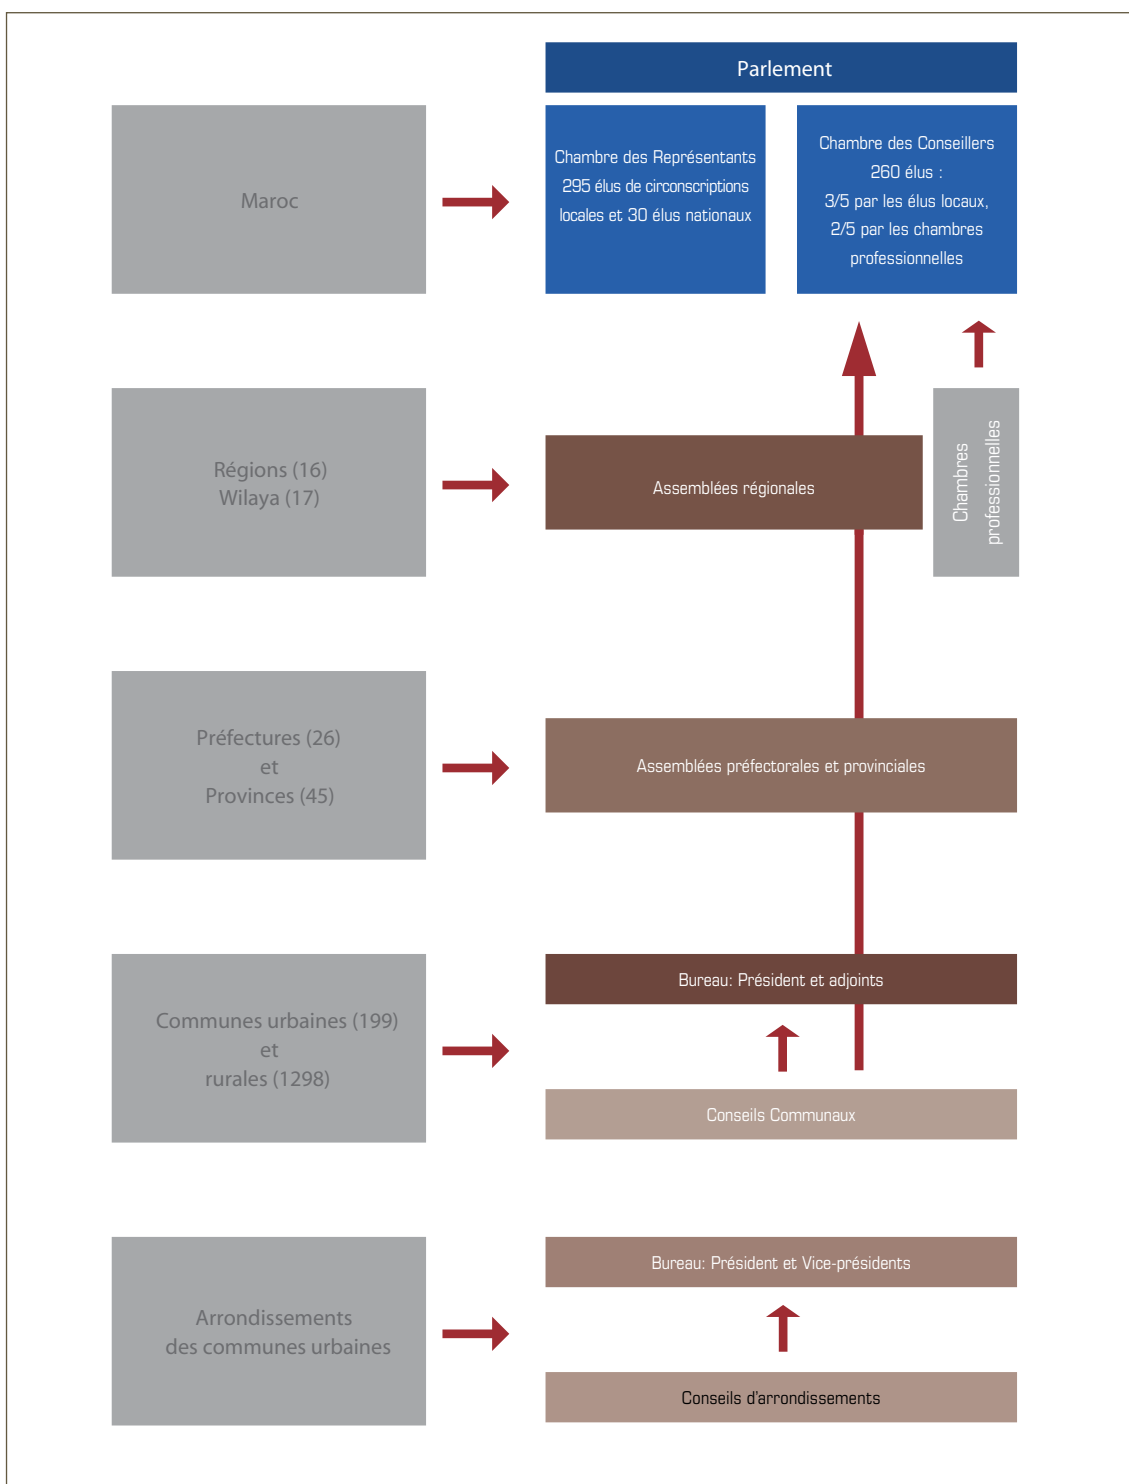 Parlement
Maroc
Chambre des Représentants
295 élus de circonscriptions
locales et 30 élus nationaux
Chambre des Conseillers
260 élus :
3/5 par les élus locaux,
2/5 par les chambres
professionnelles
Régions (16)
Wilaya (17)
Assemblées régionales
Chambres
professionnelles
Préfectures (26)
et
Provinces (45)
Assemblées préfectorales et provinciales
Communes urbaines (199)
et
rurales (1298)
Bureau: Président et adjoints
Conseils Communaux
Arrondissements
des communes urbaines
Bureau: Président et Vice-présidents
Conseils d'arrondissements